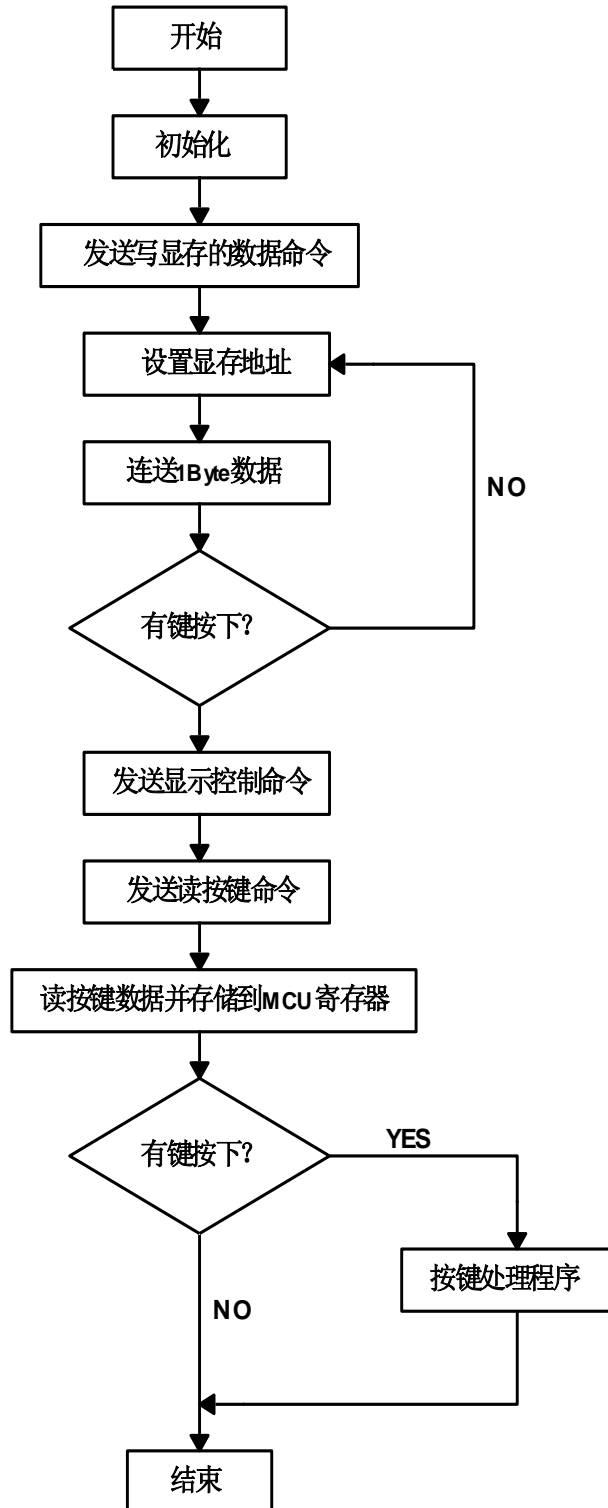 开始
初始化
发送写显存的数据命令
设置显存地址
连送1Byte数据
NO
有键按下?
发送显示控制命令
发送读按键命令
读按键数据并存储到MCU寄存器
有键按下?
YES
按键处理程序
NO
结束